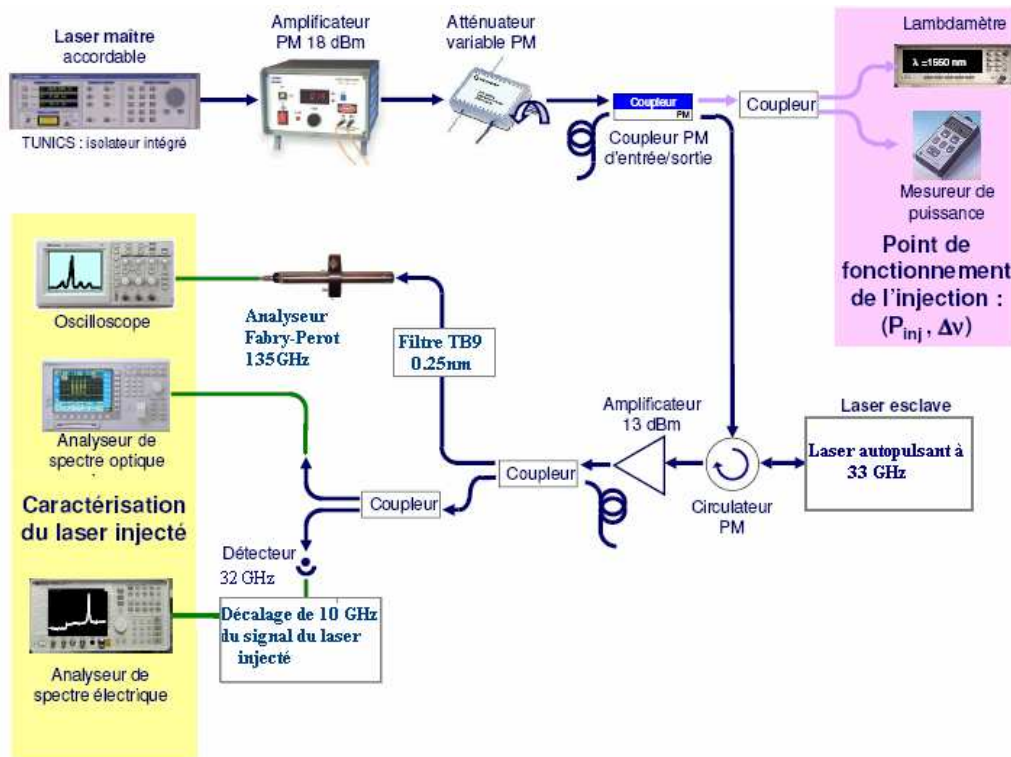 Laser maître
accordable
TUNICS : isolateur intégré
Amplificateur
PM 18 dBm
Atténuateur
variable PM
Coupleur
PM
Coupleur PM
d'entrée/sortie
Coupleur
Lambdamètre
λ =1550 nm
Mesureur de
puissance
Point de
fonctionnement
de l'injection :
(Pinj , Δν)
Oscilloscope
Analyseur
Fabry-Perot
135GHz
Filtre TB9
0.25nm
Analyseur de
spectre optique
Amplificateur
13 dBm
Laser esclave
Laser autopulsant à
33 GHz
Circulateur
PM
Coupleur
Coupleur
Caractérisation
du laser injecté
Détecteur
32 GHz
Décalage de 10 GHz
du signal du laser
injecté
Analyseur de
spectre électrique